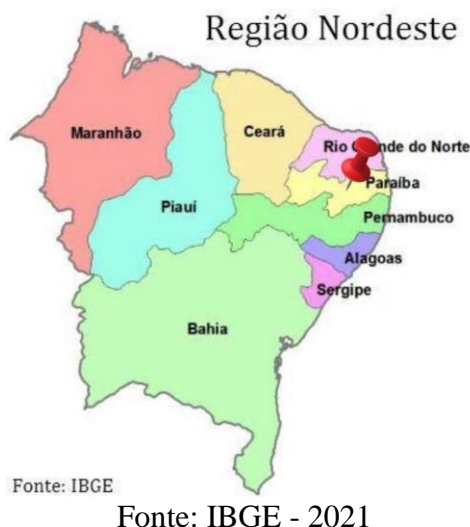 Região Nordeste
Maranhão
Ceará
Rio nde do Norte
Paraíba
Piauí
Pernambuco
Alagoas
Sergipe
Bahia
Fonte: IBGE
Fonte: IBGE - 2021